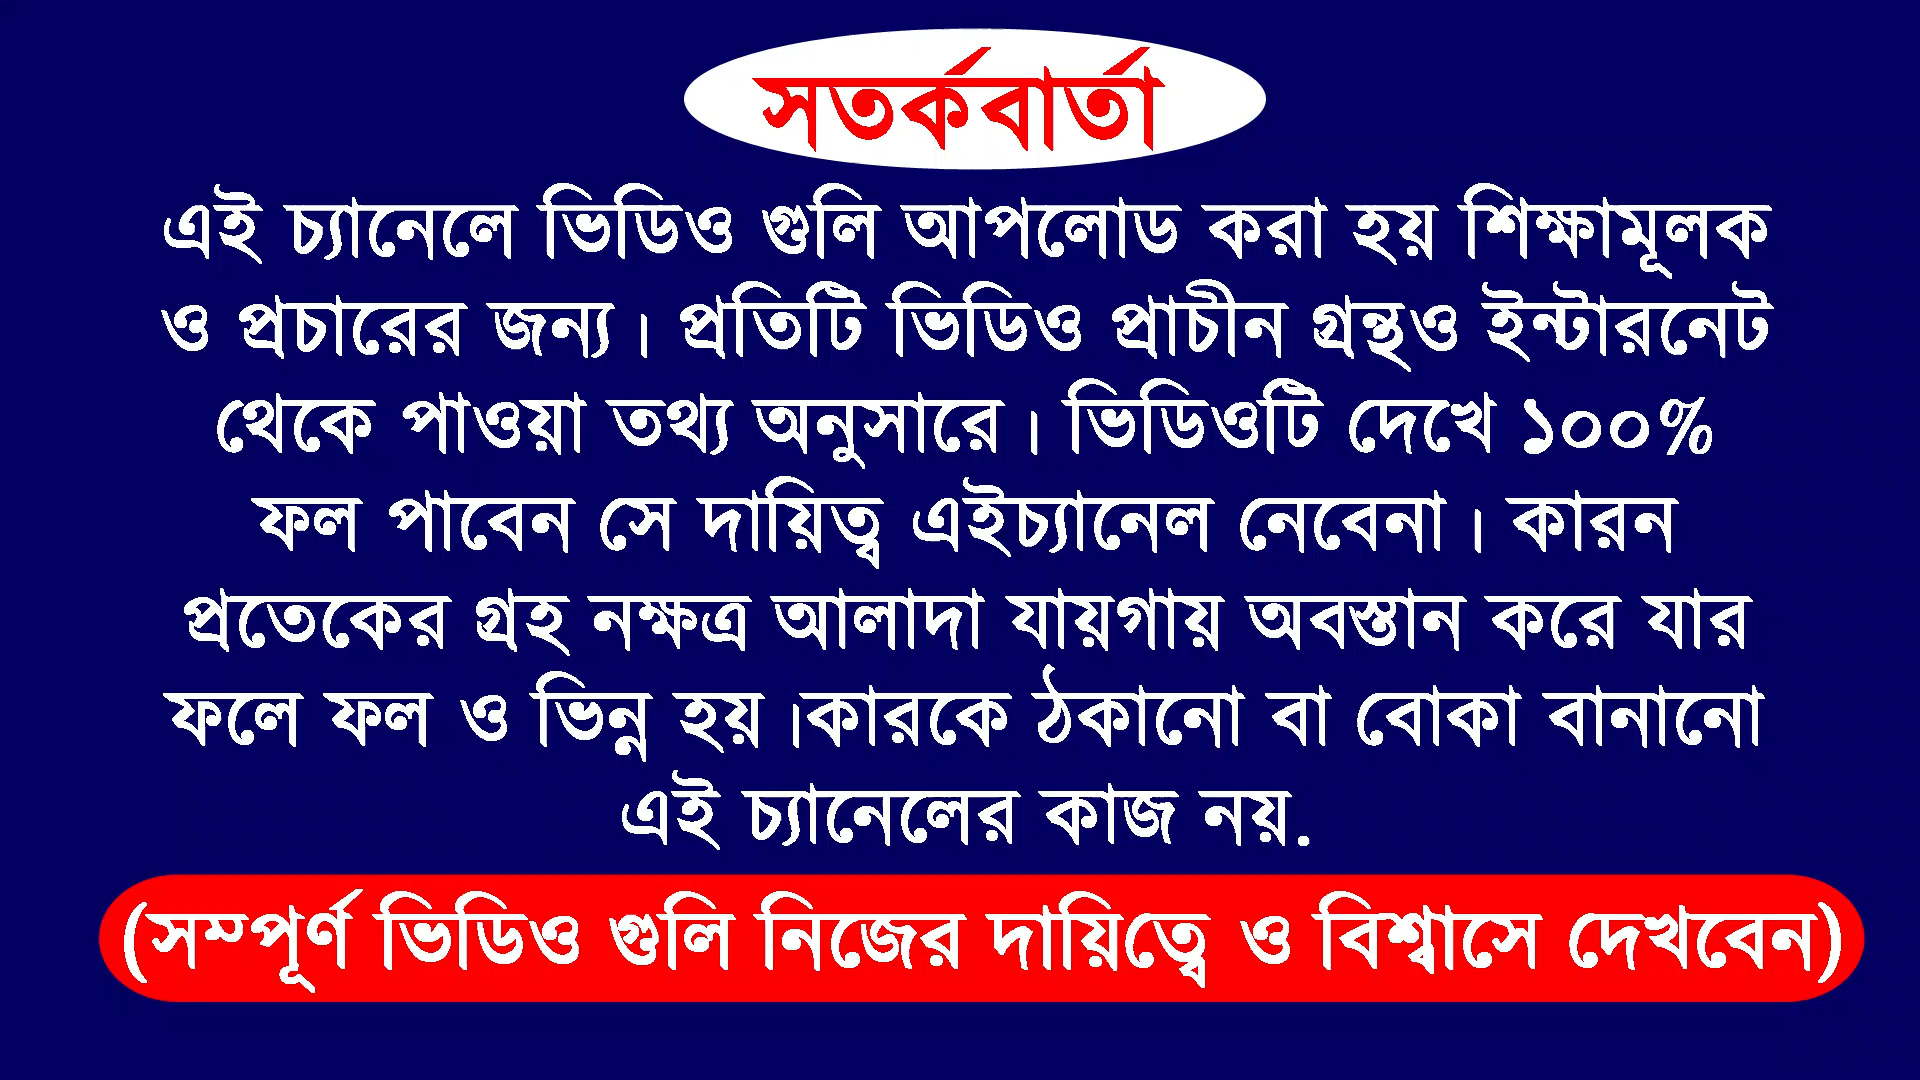 সতর্কবার্তা
এই চ্যানেলে ভিডিও গুলি আপলোড করা হয় শিক্ষামূলক
ও প্রচারের জন্য। প্রতিটি ভিডিও প্রাচীন গ্রন্থও ইন্টারনেট
থেকে পাওয়া তথ্য অনুসারে। ভিডিওটি দেখে ১০০%
ফল পাবেন সে দায়িত্ব এইচ্যানেল নেবেনা। কারন
প্রতেকের গ্রহ নক্ষত্র আলাদা যায়গায় অবস্তান করে যার
ফলে ফল ও ভিন্ন হয়।কারকে ঠকানো বা বোকা বানানো
এই চ্যানেলের কাজ নয়.
(সম্পূর্ণ ভিডিও গুলি নিজের দায়িত্বে ও বিশ্বাসে দেখবেন)